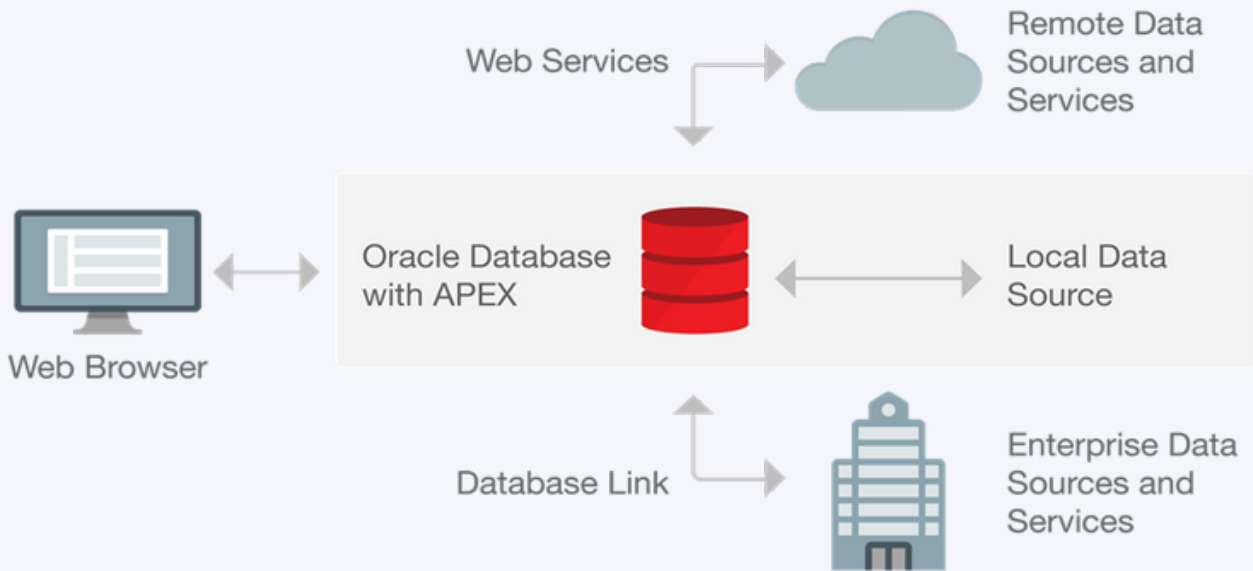 Web Services
Remote Data
Sources and
Services
Web Browser
Oracle Database
with APEX
Local Data
Source
Database Link
Enterprise Data
Sources and
Services